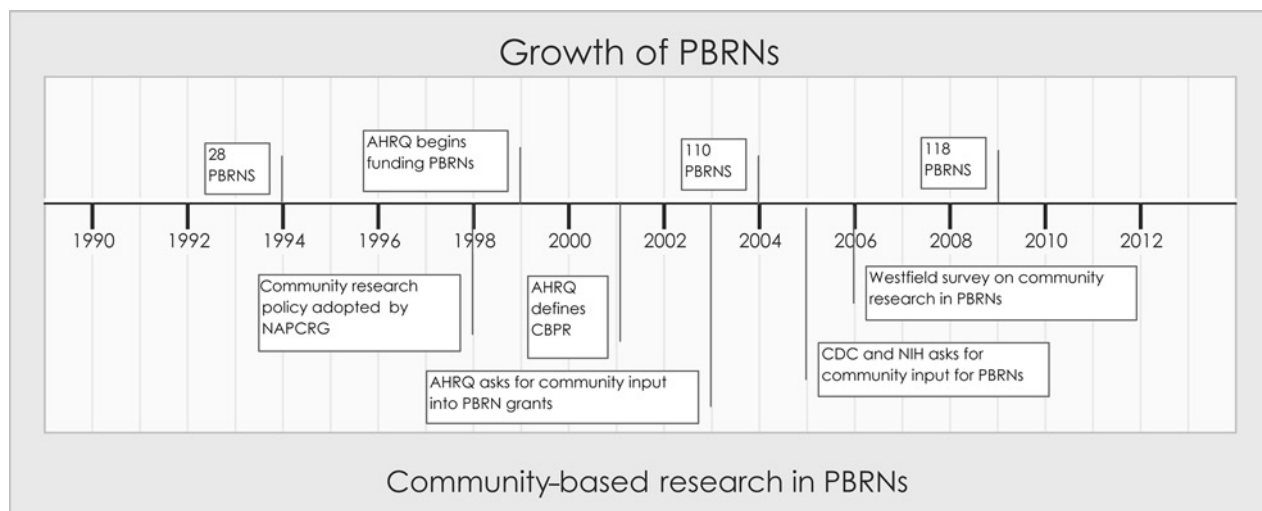 Growth of PBRNs
28
PBRNS
AHRQ begins
funding PBRNs
110
PBRNS
118
PBRNS
1990 1992 1994 1996 1998 2000 2002 2004 2006 2008 2010 2012
Community research
policy adopted by
NAPCRG
AHRQ
defines
CBPR
Westfield survey on community
research in PBRNs
AHRQ asks for community input
into PBRN grants
CDC and NIH asks for
community input for PBRNs
Community-based research in PBRNs